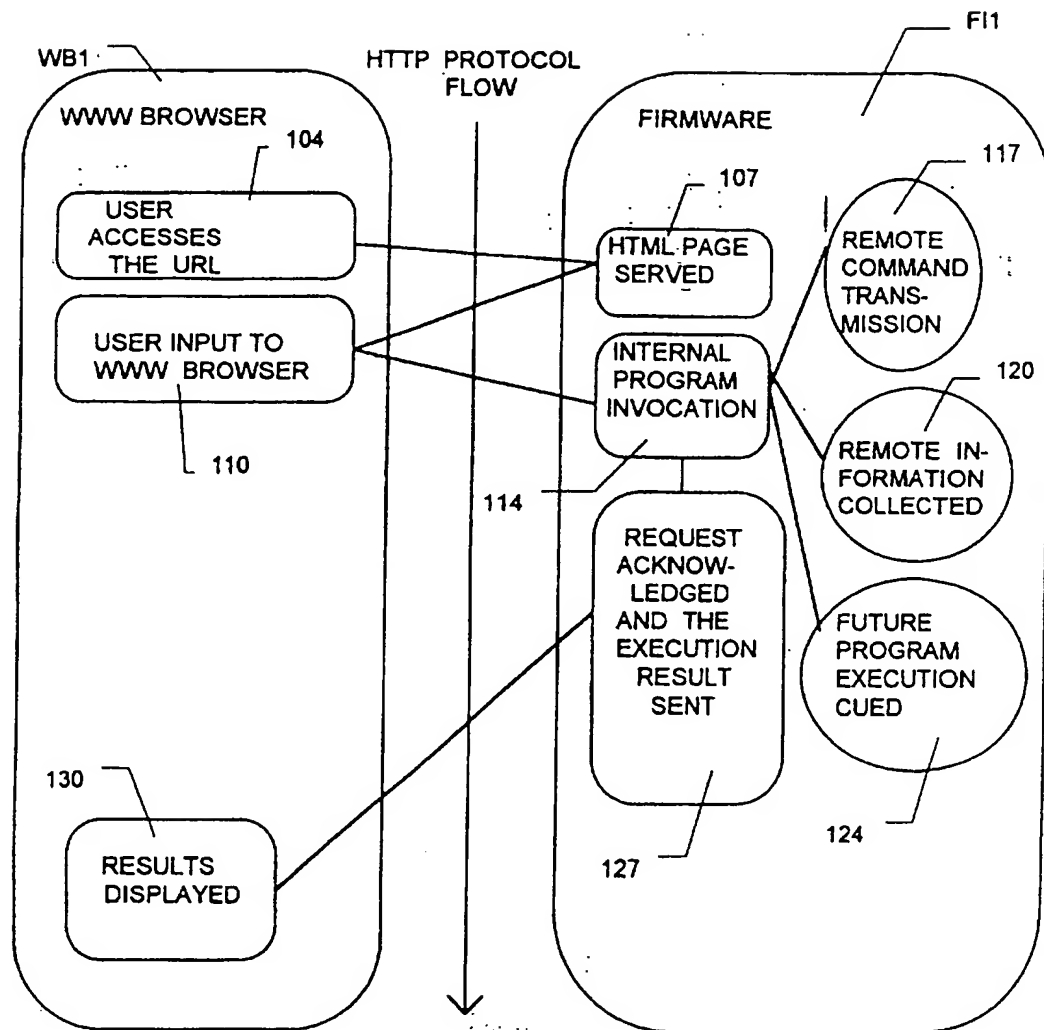 FI1
WB1
HTTP PROTOCOL
FLOW
WWW BROWSER
104
USER
ACCESSES
THE URL
USER INPUT TO
WWW BROWSER
110
FIRMWARE
107
HTML PAGE
SERVED
117
REMOTE
COMMAND
TRANS-
MISSION
INTERNAL
PROGRAM
INVOCATION
114
120
REMOTE IN-
FORMATION
COLLECTED
REQUEST
ACKNOW-
LEDGED
AND THE
EXECUTION
RESULT
SENT
127
FUTURE
PROGRAM
EXECUTION
CUED
124
130
RESULTS
DISPLAYED